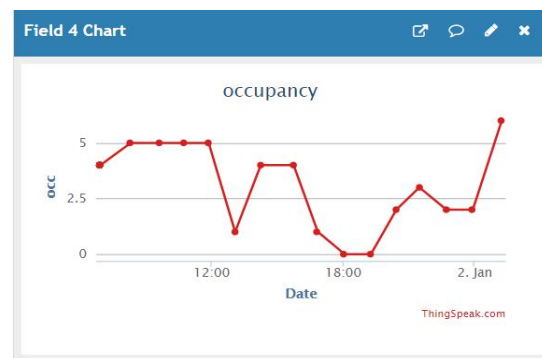 Field 4 Chart
occupancy
5
2.5
0
occ
12:00 18:00 2. Jan
Date
ThingSpeak.com